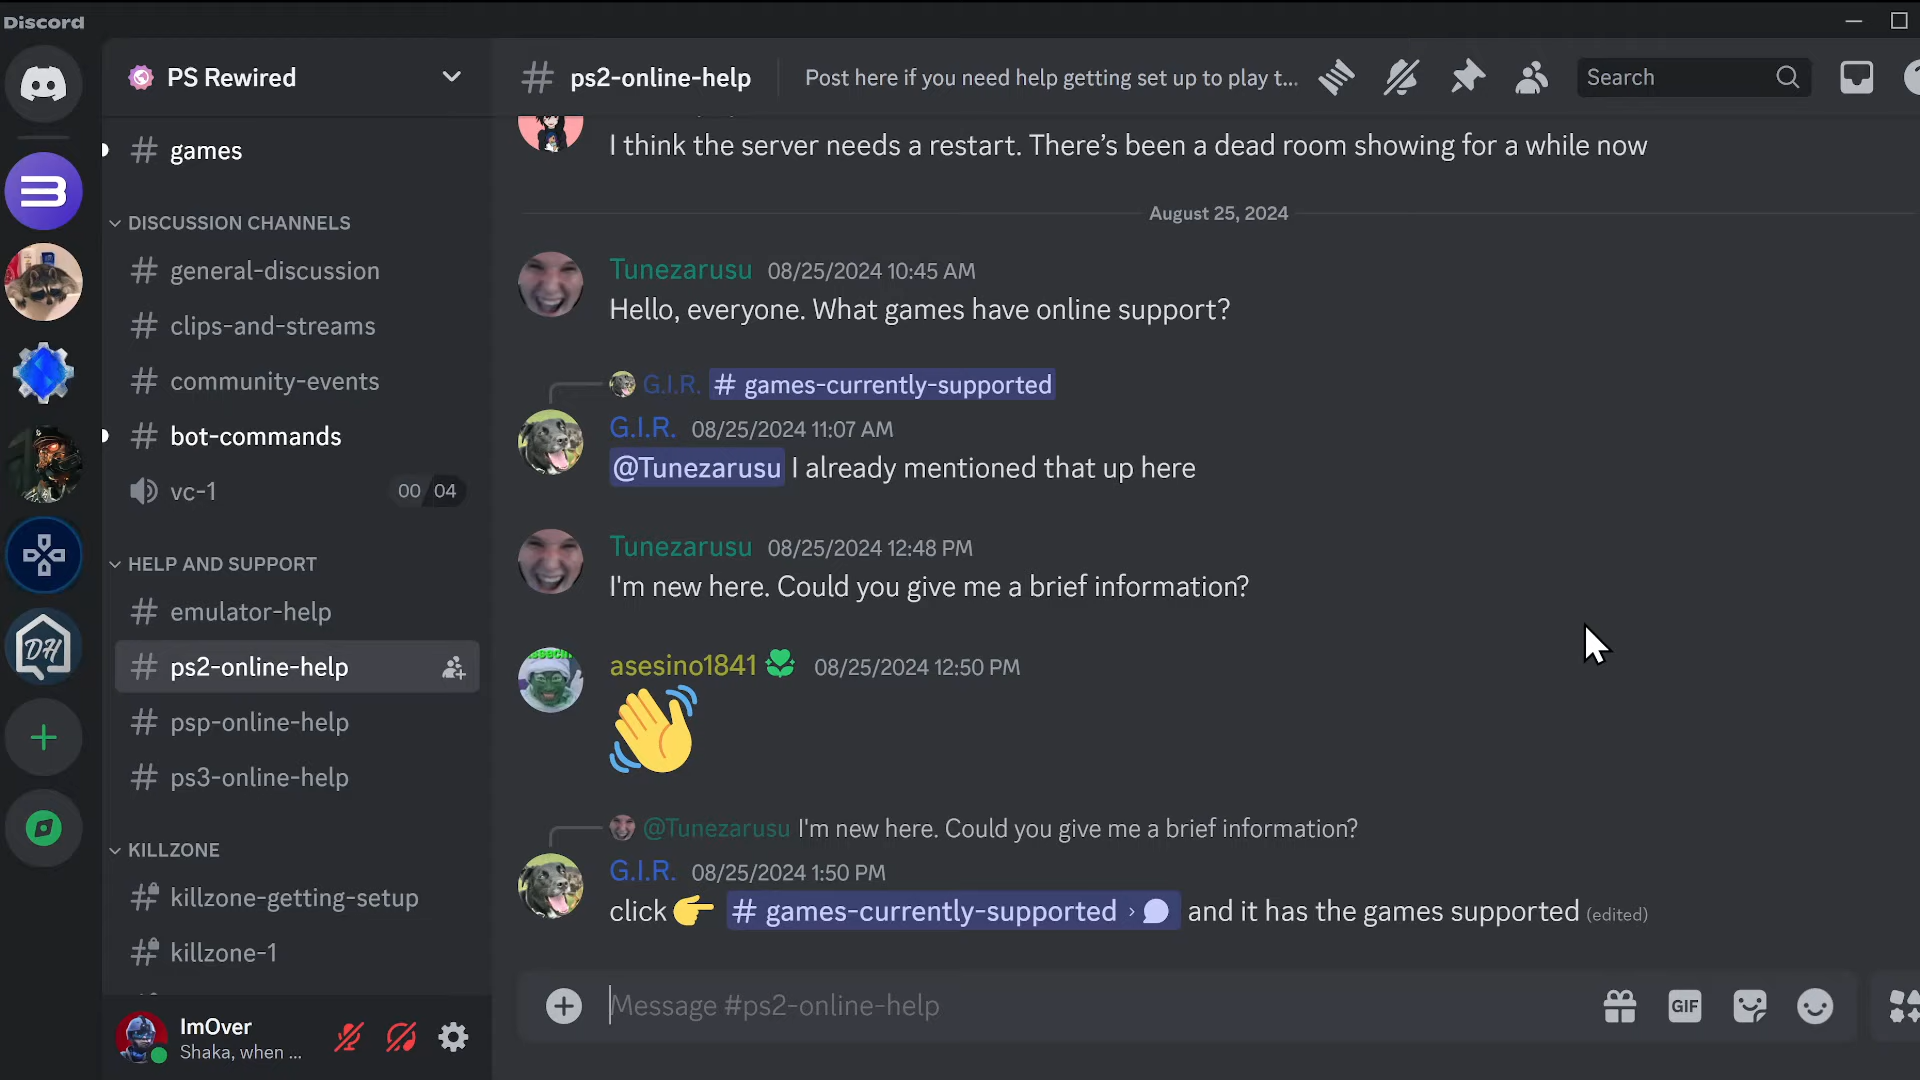 Discord
PS Rewired
# ps2-online-help
Post here if you need help getting set up to play t...
Search
# games
DISCUSSION CHANNELS
# general-discussion
# clips-and-streams
# community-events
# bot-commands
vc-1
00 04
HELP AND SUPPORT
# emulator-help
# ps2-online-help
# psp-online-help
# ps3-online-help
KILLZONE
# killzone-getting-setup
# killzone-1
ImOver
Shaka, when ...
DH
I think the server needs a restart. There's been a dead room showing for a while now
August 25, 2024
Tunezarusu 08/25/2024 10:45 AM
Hello, everyone. What games have online support?
G.I.R. # games-currently-supported
G.I.R. 08/25/2024 11:07 AM
@Tunezarusu I already mentioned that up here
Tunezarusu 08/25/2024 12:48 PM
I'm new here. Could you give me a brief information?
asesino1841 08/25/2024 12:50 PM
👋
@Tunezarusu I'm new here. Could you give me a brief information?
G.I.R. 08/25/2024 1:50 PM
click 👉 # games-currently-supported › and it has the games supported (edited)
Message #ps2-online-help
GIF